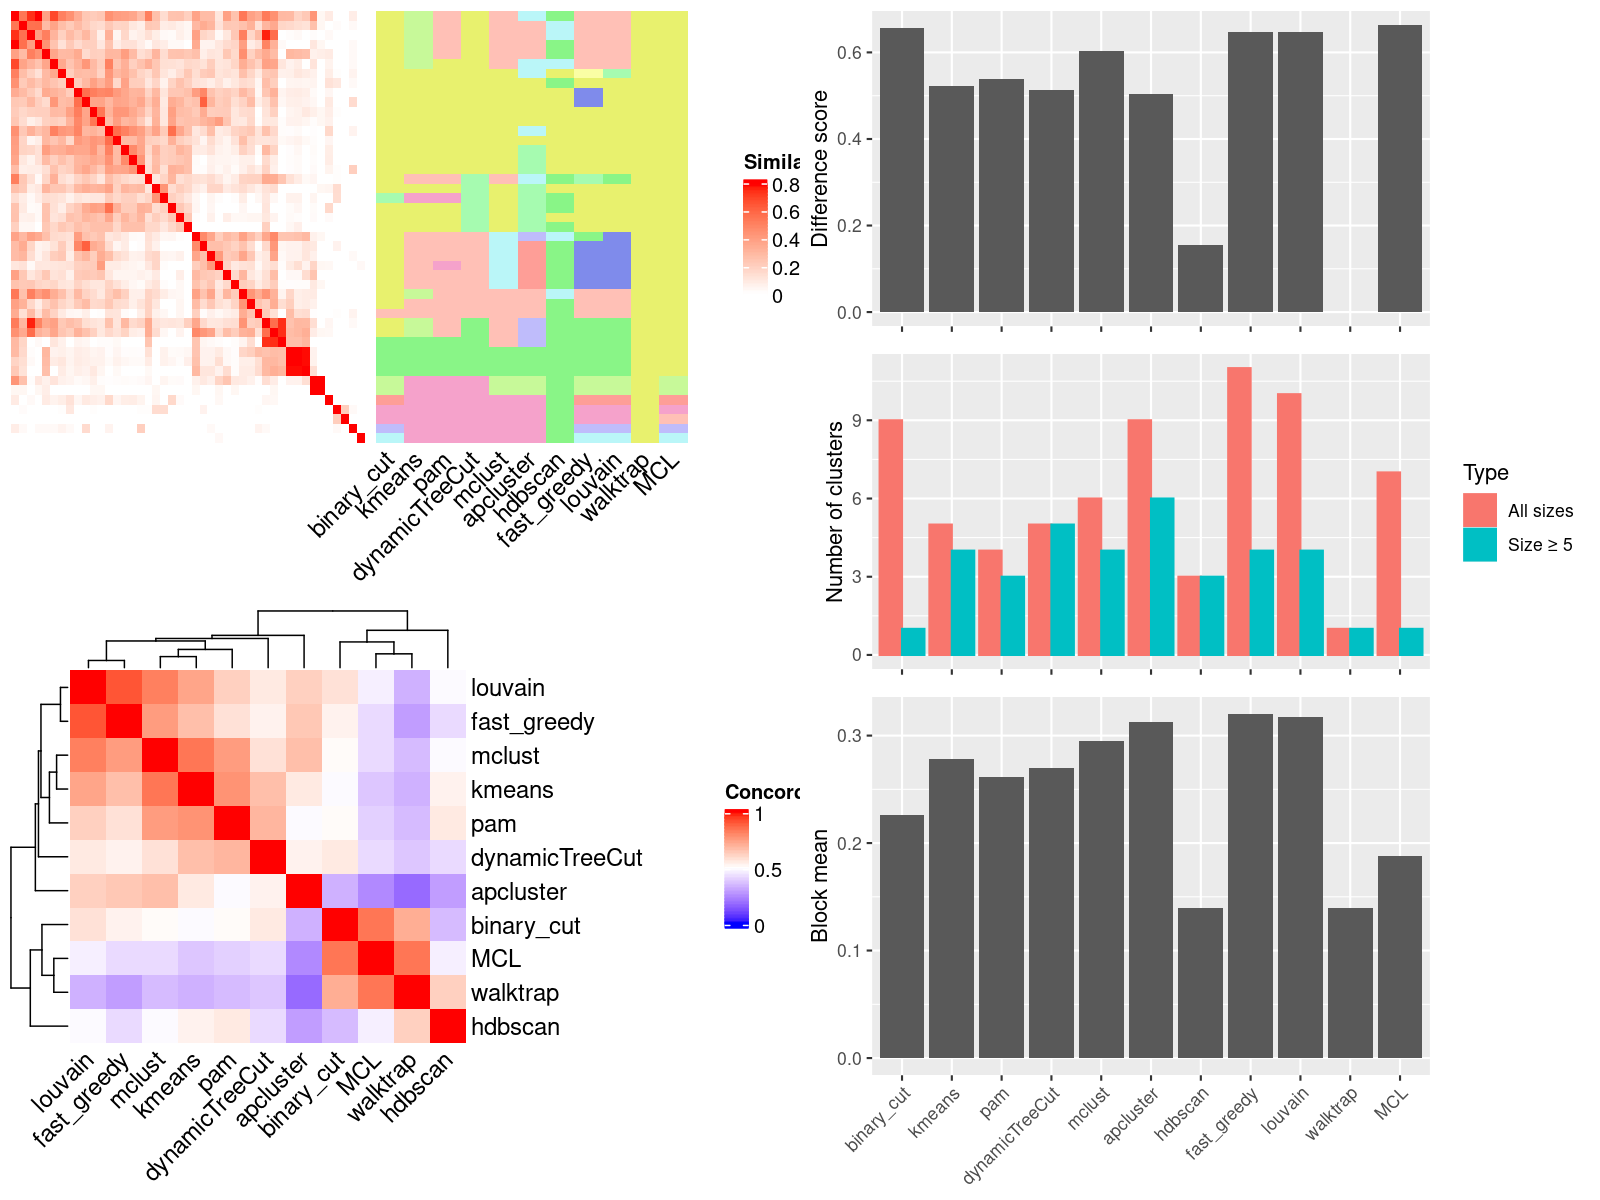 Simila
0.8
0.6
0.4
0.2
0
binary_cut
kmeans
pam
dynamicTreeCut
mclust
apcluster
hdbscan
fast_greedy
louvain
walktrap
MCL
louvain
fast_greedy
mclust
kmeans
pam
dynamicTreeCut
apcluster
binary_cut
MCL
walktrap
hdbscan
louvain
fast_greedy
mclust
kmeans
pam
dynamicTreeCut
apcluster
binary_cut
MCL
walktrap
hdbscan
Concord
1
0.5
0
Difference score
0.6
0.4
0.2
0.0
Number of clusters
9
6
3
0
Type
All sizes
Size ≥ 5
Block mean
0.3
0.2
0.1
0.0
binary_cut
kmeans
pam
dynamicTreeCut
mclust
apcluster
hdbscan
fast_greedy
louvain
walktrap
MCL